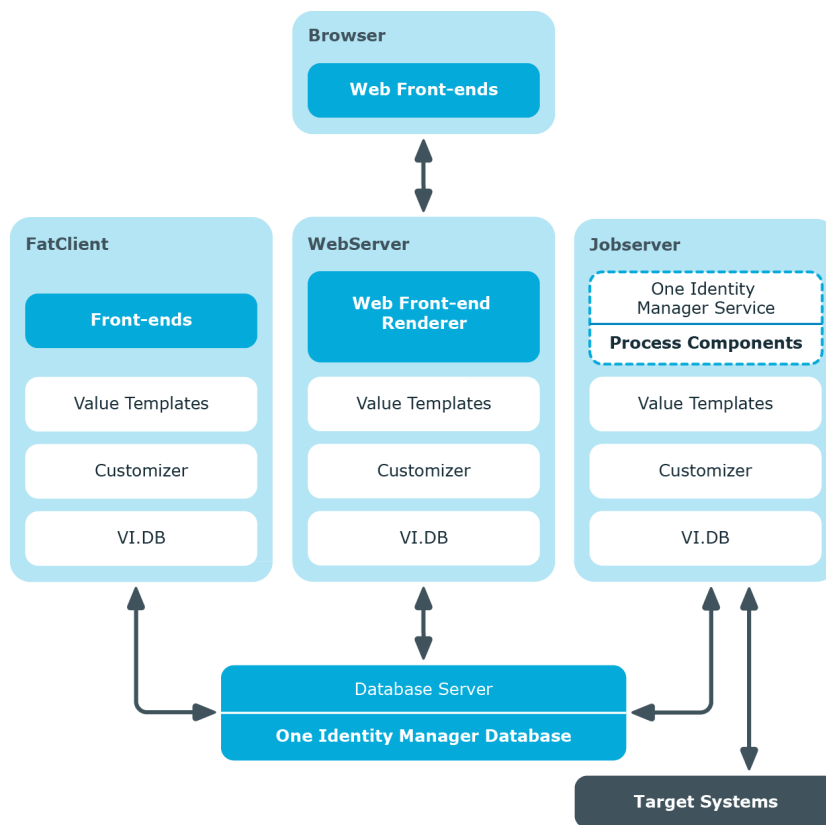 Browser
Web Front-ends
FatClient
Front-ends
Value Templates
Customizer
VI.DB
WebServer
Web Front-end
Renderer
Value Templates
Customizer
VI.DB
Jobserver
One Identity
Manager Service
Process Components
Value Templates
Customizer
VI.DB
Database Server
One Identity Manager Database
Target Systems